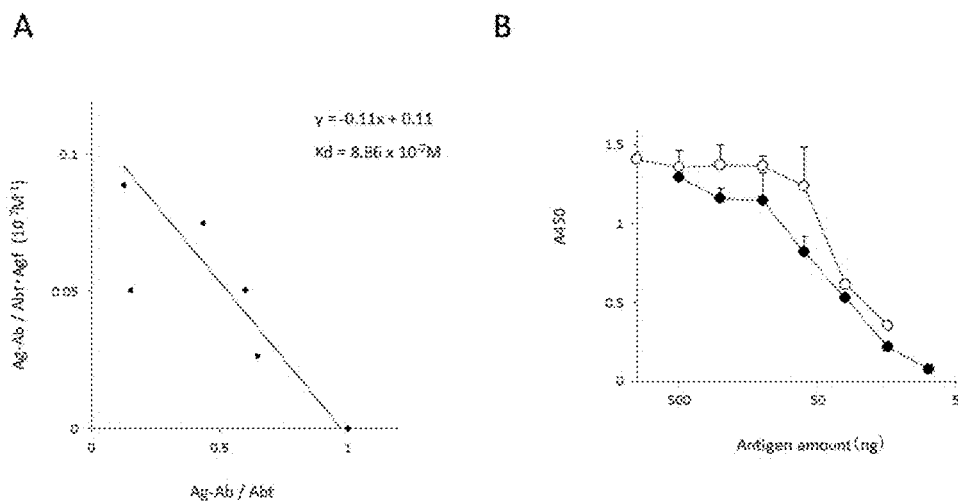 A
B
y = -0.11x + 0.11
Kd = 8.86 x 10⁻⁷M
0.1
0.05
0
0
0.5
1
Ag-Ab / Abt
1.5
1
0.5
0
A450
500
50
5
Antigen amount (ng)